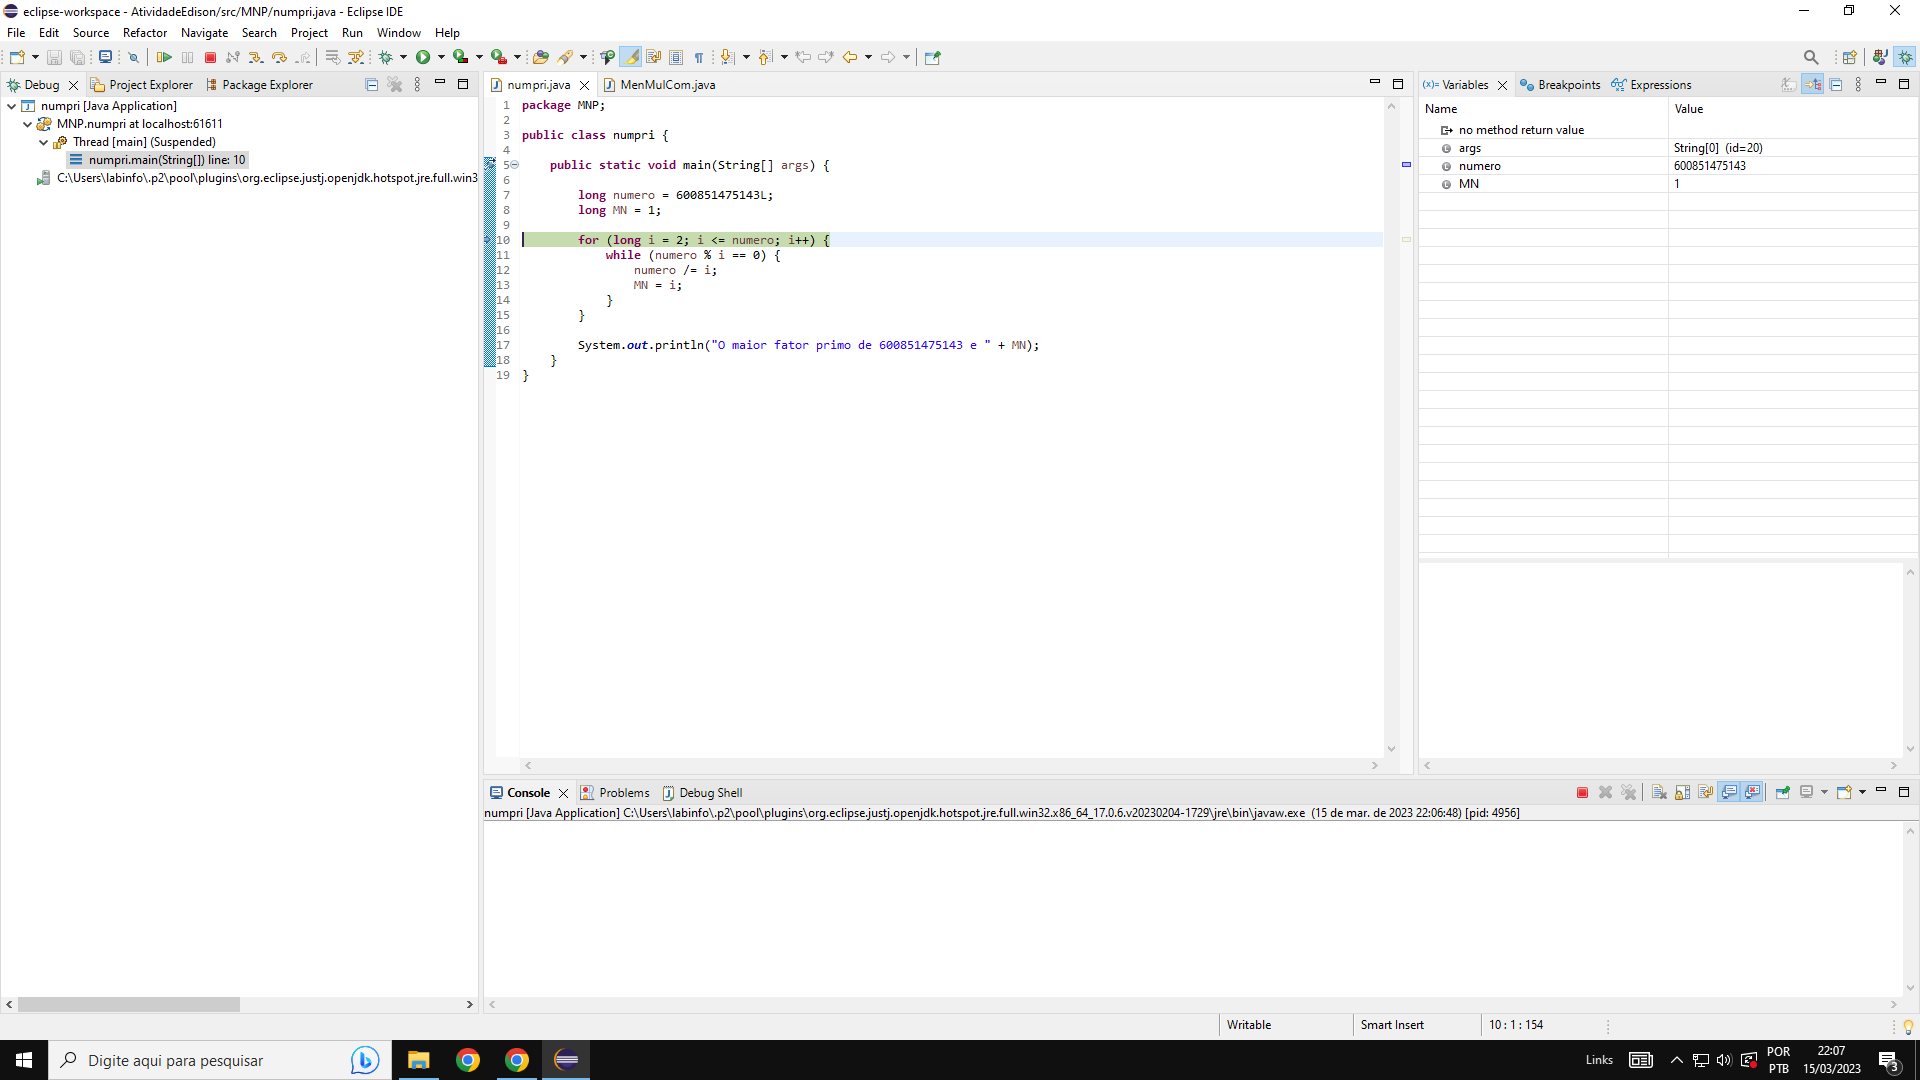 eclipse-workspace - AtividadeEdison/src/MNP/numpri.java - Eclipse IDE
File Edit Source Refactor Navigate Search Project Run Window Help
Debug Project Explorer Package Explorer
numpri [Java Application]
MNP.numpri at localhost:61611
Thread [main] (Suspended)
numpri.main(String[]) line: 10
C:\Users\labinfo\.p2\pool\plugins\org.eclipse.justj.openjdk.hotspot.jre.full.win3
numpri.java MenMulCom.java
1 package MNP;
2
3 public class numpri {
4
5 public static void main(String[] args) {
6
7 long numero = 600851475143L;
8 long MN = 1;
9
10 for (long i = 2; i <= numero; i++) {
11 while (numero % i == 0) {
12 numero /= i;
13 MN = i;
14 }
15 }
16
17 System.out.println("O maior fator primo de 600851475143 e " + MN);
18 }
19 }
(x)= Variables Breakpoints Expressions
Name Value
no method return value
args String[0] (id=20)
numero 600851475143
MN 1
Console Problems Debug Shell
numpri [Java Application] C:\Users\labinfo\.p2\pool\plugins\org.eclipse.justj.openjdk.hotspot.jre.full.win32.x86_64_17.0.6.v20230204-1729\jre\bin\javaw.exe (15 de mar. de 2023 22:06:48) [pid: 4956]
Writable Smart Insert 10 : 1 : 154
Digite aqui para pesquisar
Links
POR
PTB
22:07
15/03/2023
3